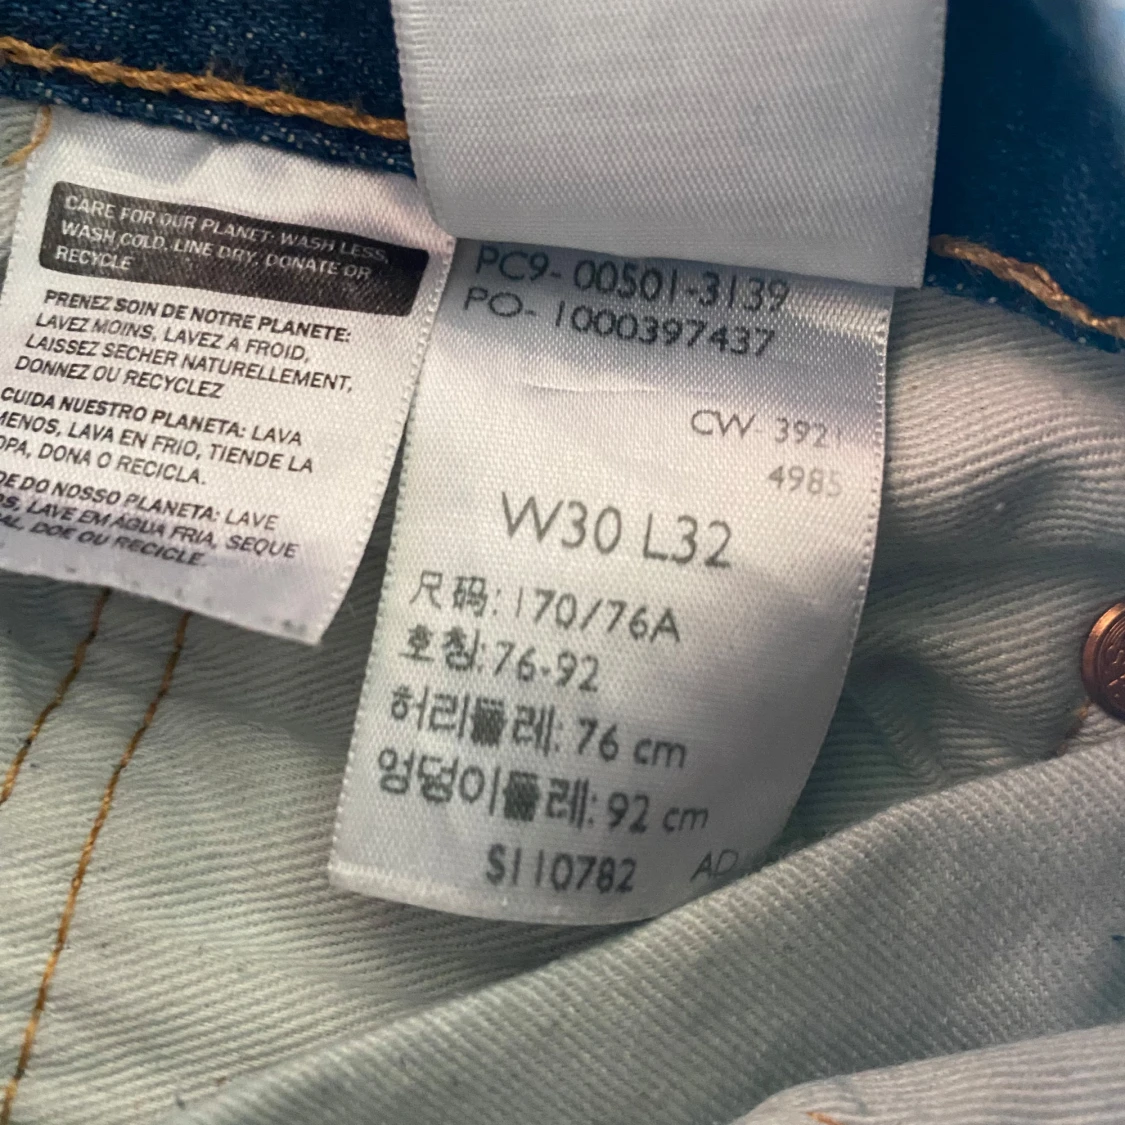 CARE FOR OUR PLANET: WASH LESS,
WASH COLD, LINE DRY, DONATE OR
RECYCLE
PRENEZ SOIN DE NOTRE PLANETE:
LAVEZ MOINS, LAVEZ A FROID,
LAISSEZ SECHER NATURELLEMENT,
DONNEZ OU RECYCLEZ
CUIDA NUESTRO PLANETA: LAVA
MENOS, LAVA EN FRIO, TIENDE LA
OPA, DONA O RECICLA.
DE DO NOSSO PLANETA: LAVE
OS, LAVE EM AGUA FRIA, SEQUE
AL, DOE OU RECICLE.
PC9- 00501-3139
PO- 1000397437
CW- 3921
4985
W30 L32
尺码: 170/76A
호칭: 76-92
허리둘레: 76 cm
엉덩이둘레: 92 cm
S110782 AD